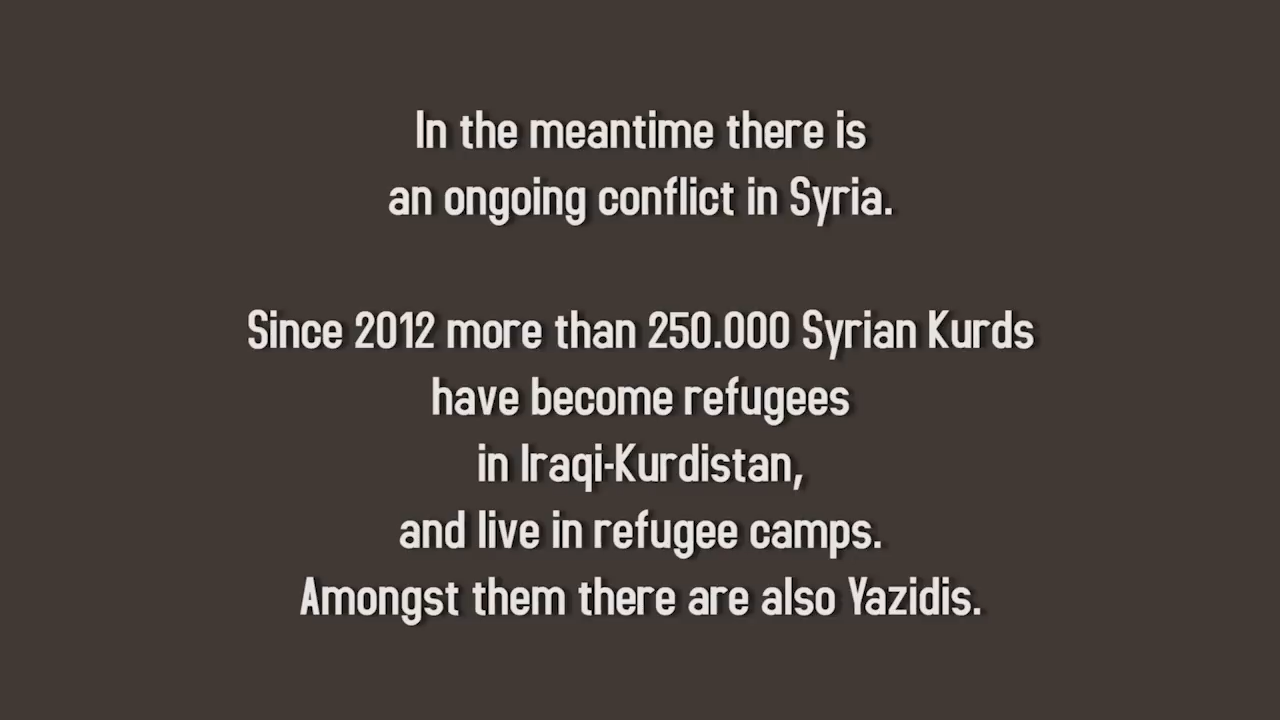 In the meantime there is
an ongoing conflict in Syria.
Since 2012 more than 250.000 Syrian Kurds
have become refugees
in Iraqi-Kurdistan,
and live in refugee camps.
Amongst them there are also Yazidis.